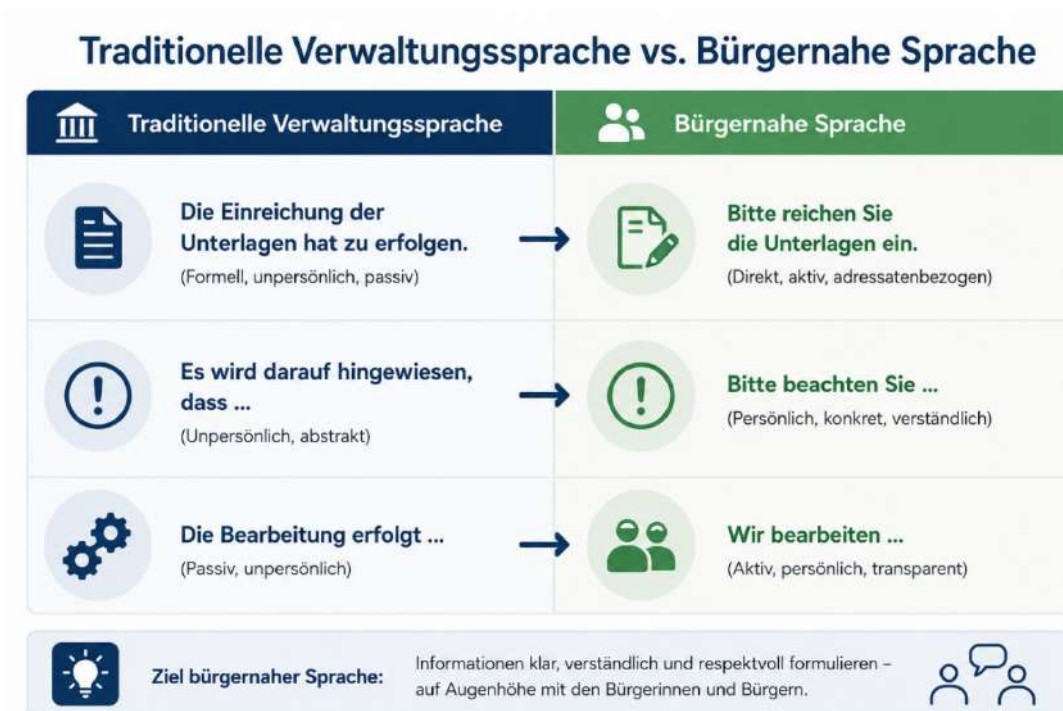 Traditionelle Verwaltungssprache vs. Bürgernahe Sprache
Traditionelle Verwaltungssprache
Bürgernahe Sprache
Die Einreichung der
Unterlagen hat zu erfolgen.
(Formell, unpersönlich, passiv)
Bitte reichen Sie
die Unterlagen ein.
(Direkt, aktiv, adressatenbezogen)
Es wird darauf hingewiesen,
dass ...
(Unpersönlich, abstrakt)
Bitte beachten Sie ...
(Persönlich, konkret, verständlich)
Die Bearbeitung erfolgt ...
(Passiv, unpersönlich)
Wir bearbeiten ...
(Aktiv, persönlich, transparent)
Ziel bürgernaher Sprache:
Informationen klar, verständlich und respektvoll formulieren –
auf Augenhöhe mit den Bürgerinnen und Bürgern.